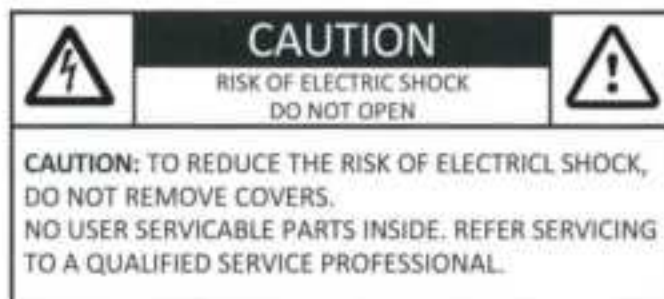 CAUTION
RISK OF ELECTRIC SHOCK
DO NOT OPEN
CAUTION: TO REDUCE THE RISK OF ELECTRICL SHOCK,
DO NOT REMOVE COVERS.
NO USER SERVICABLE PARTS INSIDE. REFER SERVICING
TO A QUALIFIED SERVICE PROFESSIONAL.